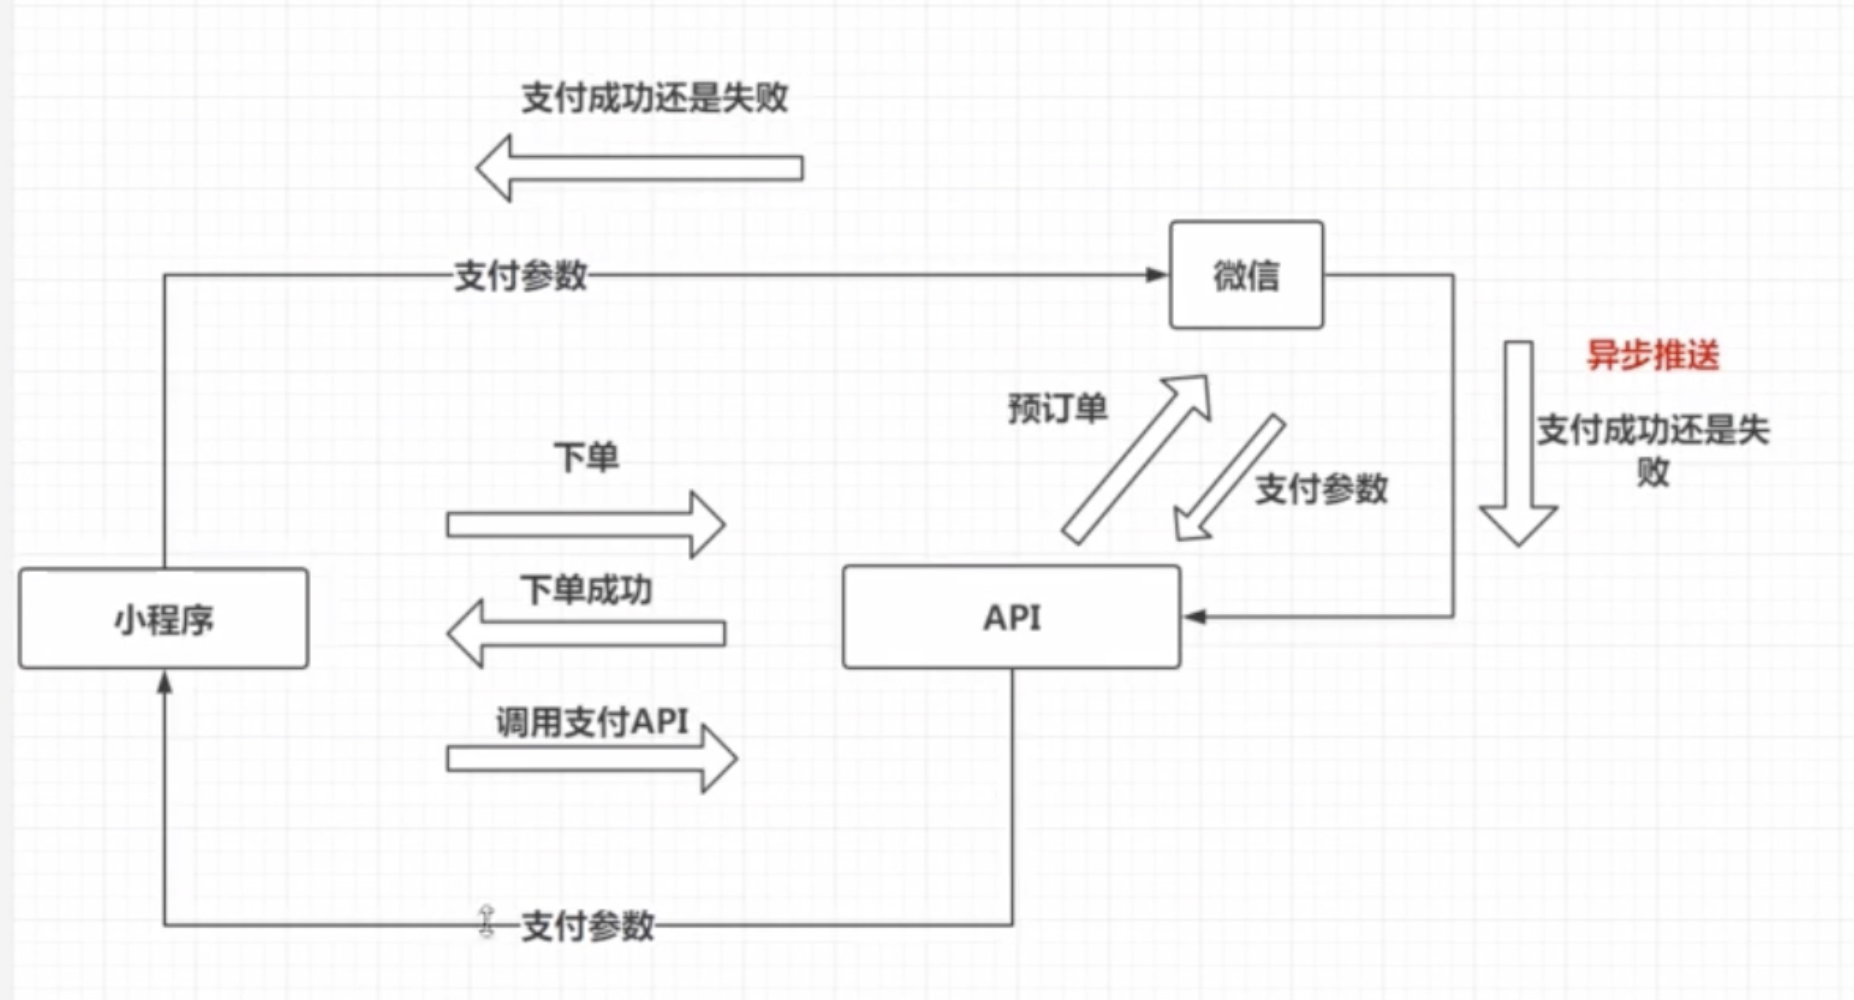 支付成功还是失败
支付参数
微信
异步推送
预订单
支付成功还是失
败
下单
支付参数
下单成功
小程序
API
调用支付API
支付参数